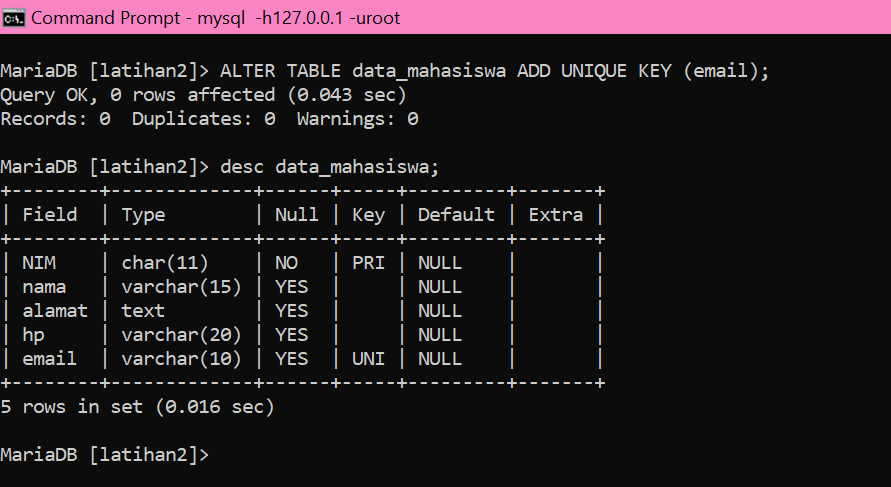 Command Prompt - mysql  -h127.0.0.1 -uroot
MariaDB [latihan2]> ALTER TABLE data_mahasiswa ADD UNIQUE KEY (email);
Query OK, 0 rows affected (0.043 sec)
Records: 0  Duplicates: 0  Warnings: 0
MariaDB [latihan2]> desc data_mahasiswa;
+--------+-------------+------+-----+---------+-------+
| Field  | Type        | Null | Key | Default | Extra |
+--------+-------------+------+-----+---------+-------+
| NIM    | char(11)    | NO   | PRI | NULL    |       |
| nama   | varchar(15) | YES  |     | NULL    |       |
| alamat | text        | YES  |     | NULL    |       |
| hp     | varchar(20) | YES  |     | NULL    |       |
| email  | varchar(10) | YES  | UNI | NULL    |       |
+--------+-------------+------+-----+---------+-------+
5 rows in set (0.016 sec)
MariaDB [latihan2]>